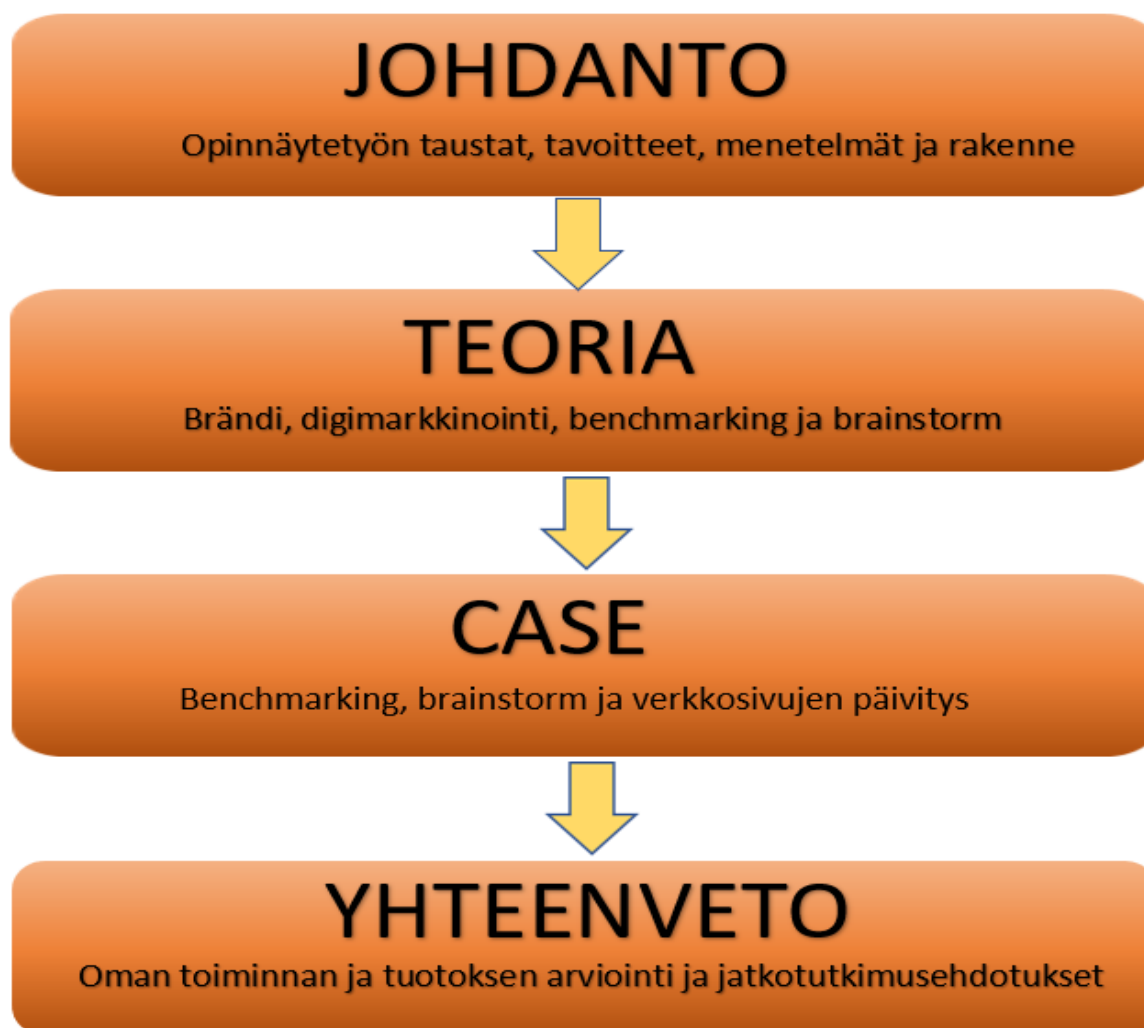 JOHDANTO
Opinnäytetyön taustat, tavoitteet, menetelmät ja rakenne
TEORIA
Brändi, digimarkkinointi, benchmarking ja brainstorm
CASE
Benchmarking, brainstorm ja verkkosivujen päivitys
YHTEENVETO
Oman toiminnan ja tuotoksen arviointi ja jatkotutkimusehdotukset